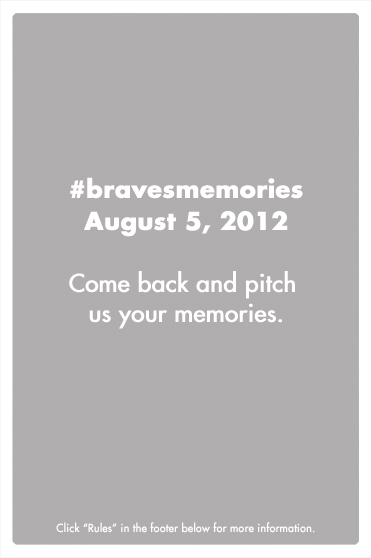 #bravesmemories
August 5, 2012
Come back and pitch
us your memories.
Click “Rules” in the footer below for more information.